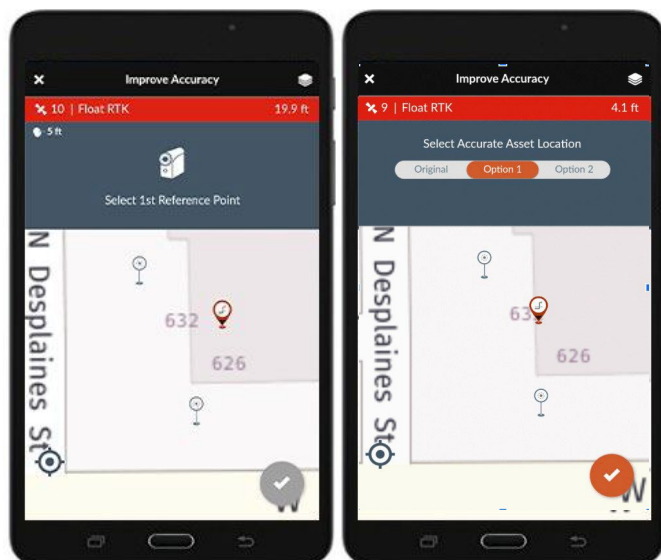 Improve Accuracy
10 | Float RTK
19.9 ft
5 ft
Select 1st Reference Point
N Desplaines St
632
626
W
Improve Accuracy
9 | Float RTK
4.1 ft
Select Accurate Asset Location
Original
Option 1
Option 2
N Desplaines St
63
626
W